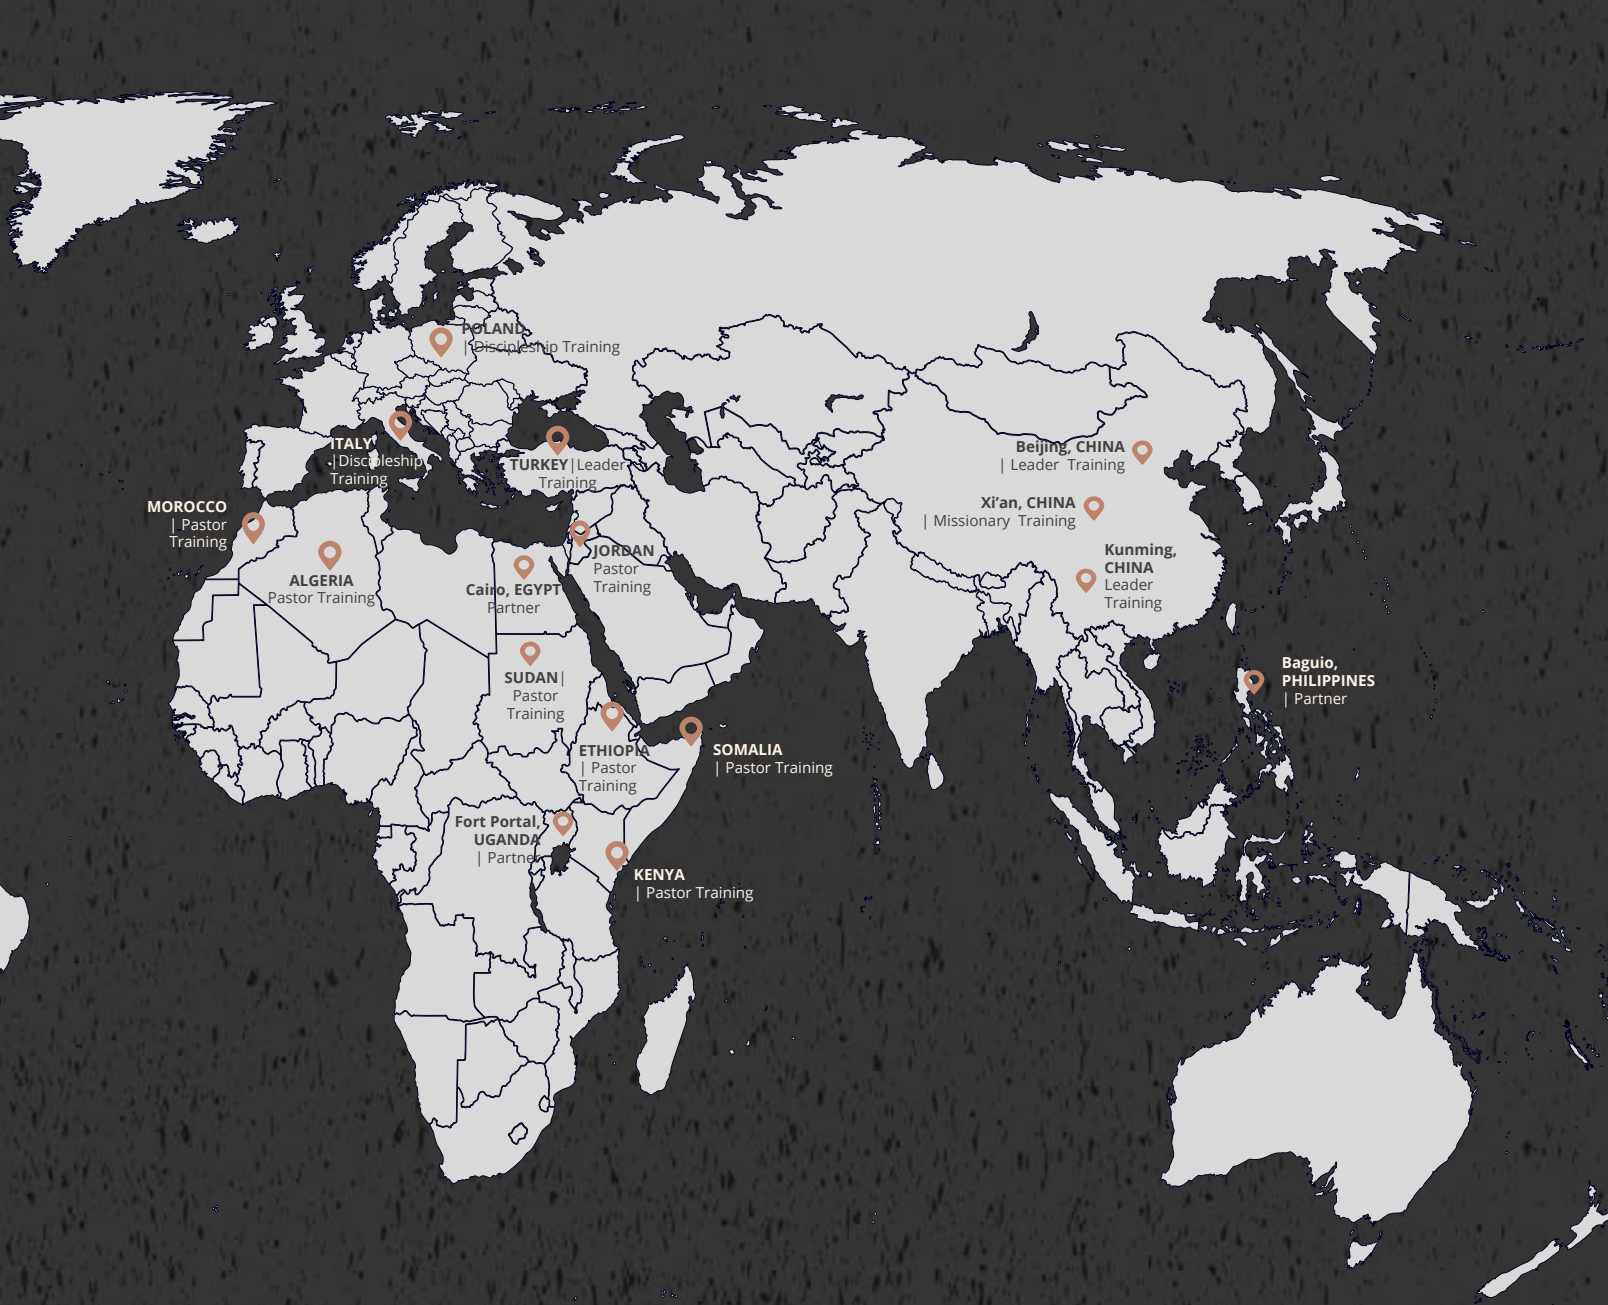 POLAND
| Discipleship Training
ITALY
|Discipleship
Training
TURKEY|Leader
Training
Beijing, CHINA
| Leader Training
Xi’an, CHINA
| Missionary Training
Kunming,
CHINA
Leader
Training
MOROCCO
| Pastor
Training
ALGERIA
Pastor Training
JORDAN
Pastor
Training
Cairo, EGYPT
Partner
SUDAN|
Pastor
Training
Baguio,
PHILIPPINES
| Partner
ETHIOPIA
| Pastor
Training
SOMALIA
| Pastor Training
Fort Portal,
UGANDA
| Partner
KENYA
| Pastor Training